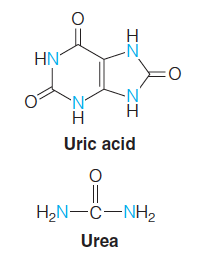 O
H
HN N
O
O N N
H H
Uric acid
O
H₂N—C—NH₂
Urea